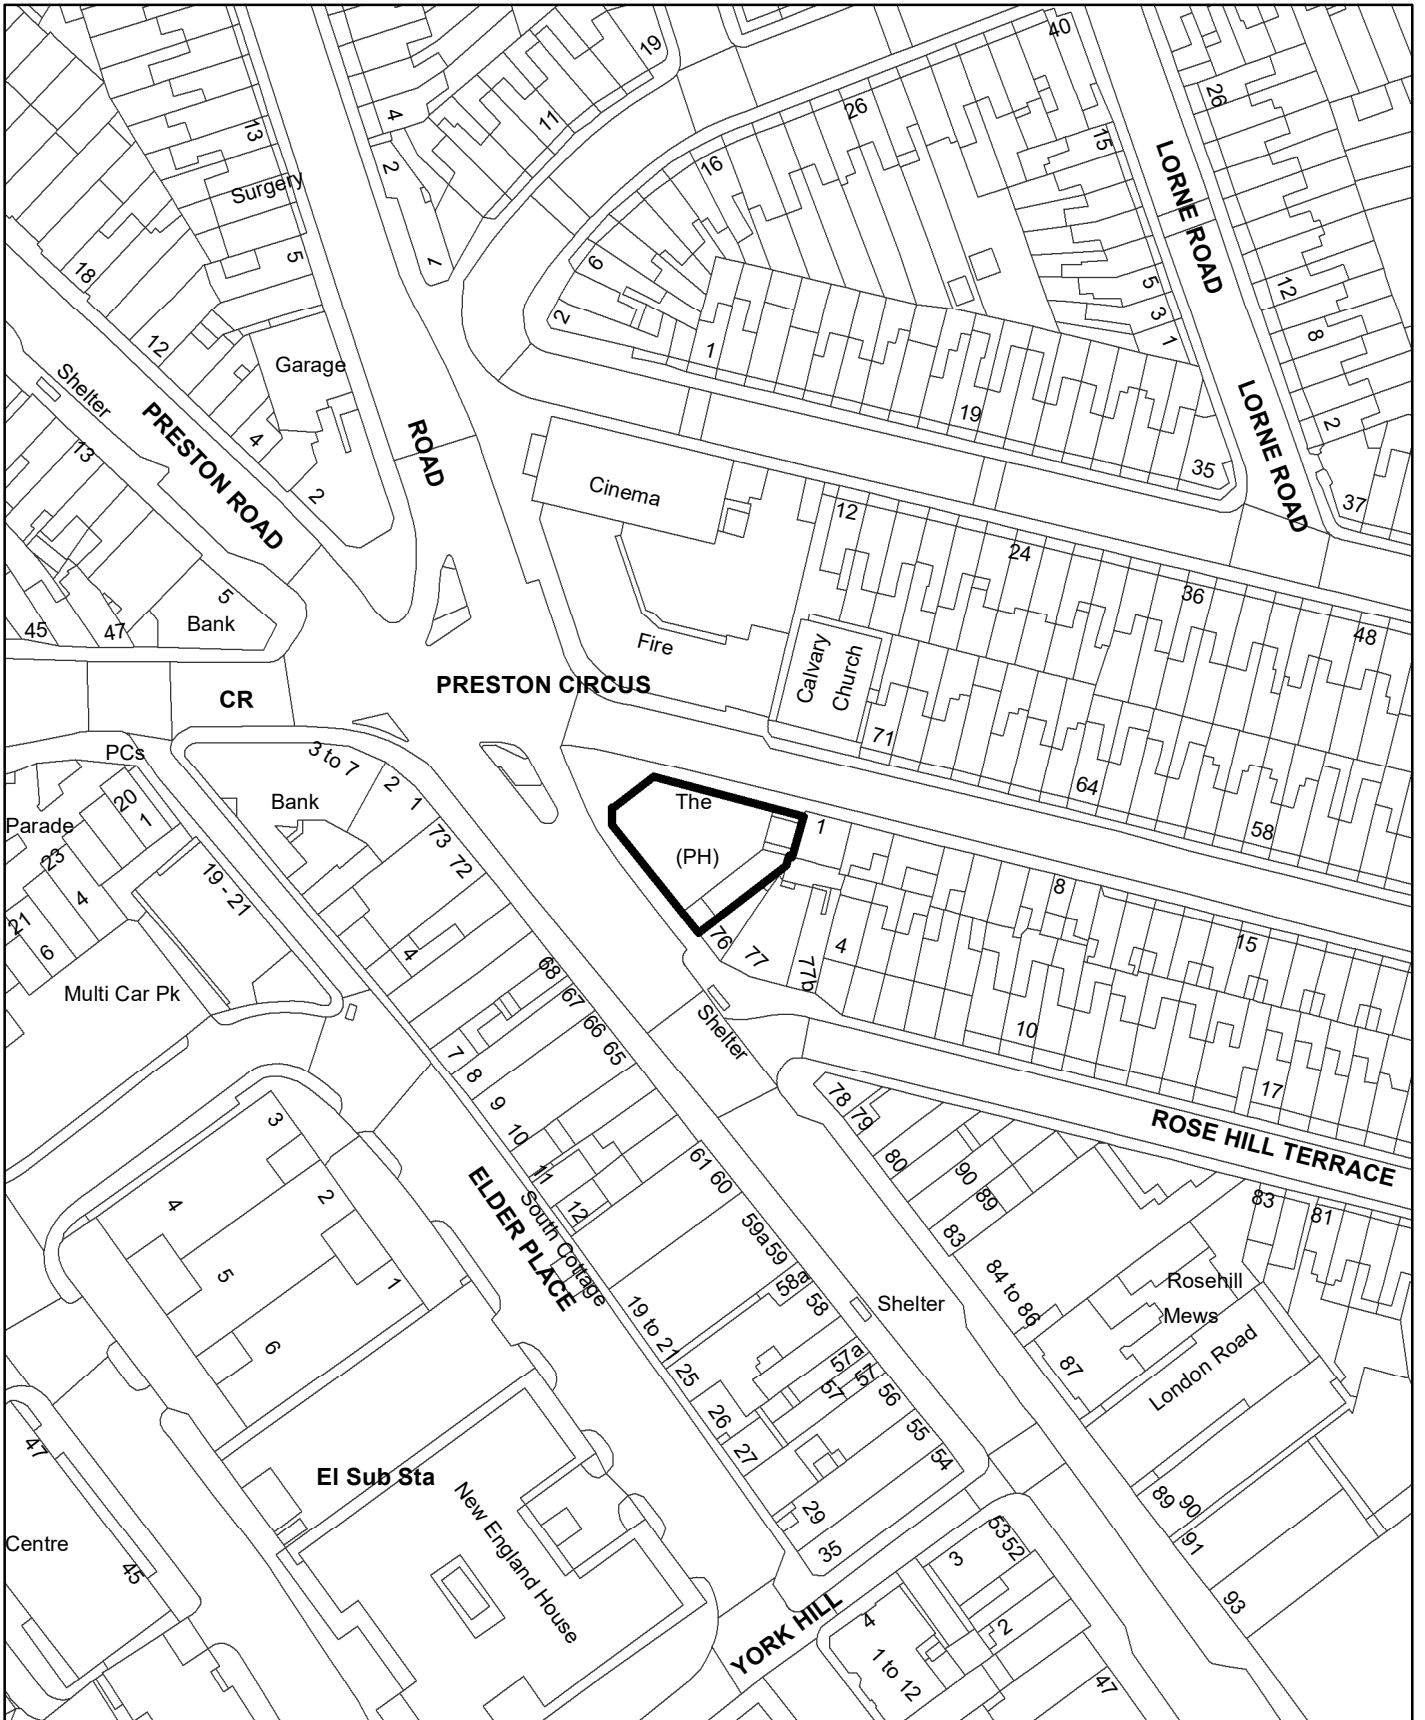 19
40
4
11
26
26
13
2
16
15
LORNE ROAD
Surgery
5
1
6
18
5
12
2
3
8
12
1
1
Garage
Shelter
PRESTON ROAD
4
ROAD
19
LORNE ROAD
2
13
2
35
Cinema
12
37
24
36
5
45
47
Bank
48
Fire
Calvary
Church
CR
PRESTON CIRCUS
71
PCs
3 to 7
2
64
20
1
Bank
1
The
1
58
Parade
73
23
72
(PH)
19 - 21
4
8
21
6
4
76
77
77b
4
15
68
Multi Car Pk
67
66
65
Shelter
10
7
8
17
3
9
78
79
10
ROSE HILL TERRACE
80
11
61
60
90
89
4
2
South Cottage
12
83
81
ELDER PLACE
59a
59
83
5
1
58a
84 to 86
Rosehill
58
Shelter
Mews
6
19 to 21
57a
87
London Road
25
57
57
56
26
55
47
27
54
El Sub Sta
New England House
89
90
29
53
52
Centre
45
35
3
91
93
YORK HILL
4
2
1 to 12
47